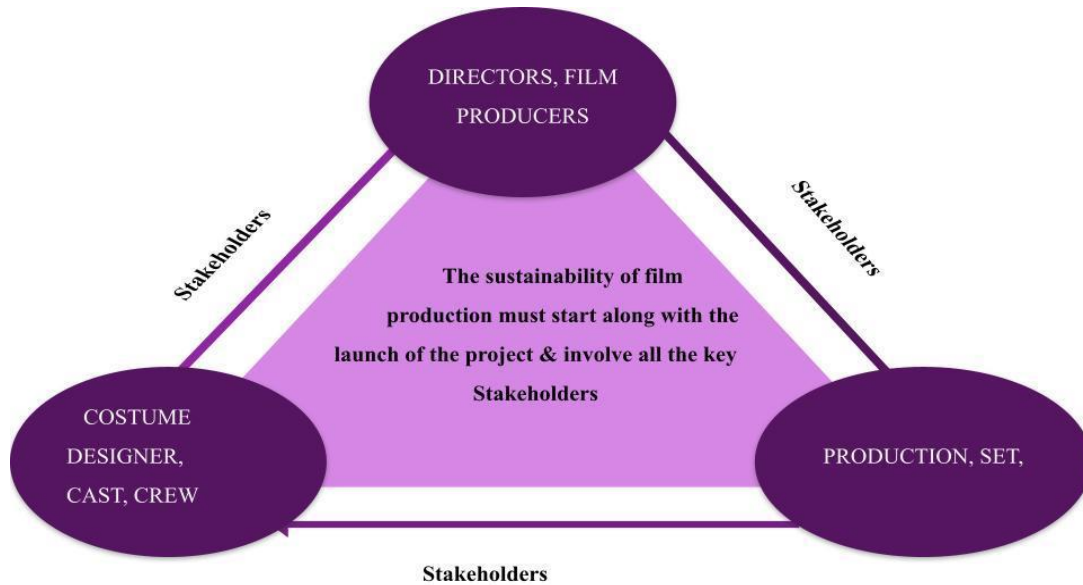 DIRECTORS, FILM
PRODUCERS
Stakeholders
Stakeholders
The sustainability of film
production must start along with the
launch of the project & involve all the key
Stakeholders
COSTUME
DESIGNER,
CAST, CREW
PRODUCTION, SET,
Stakeholders